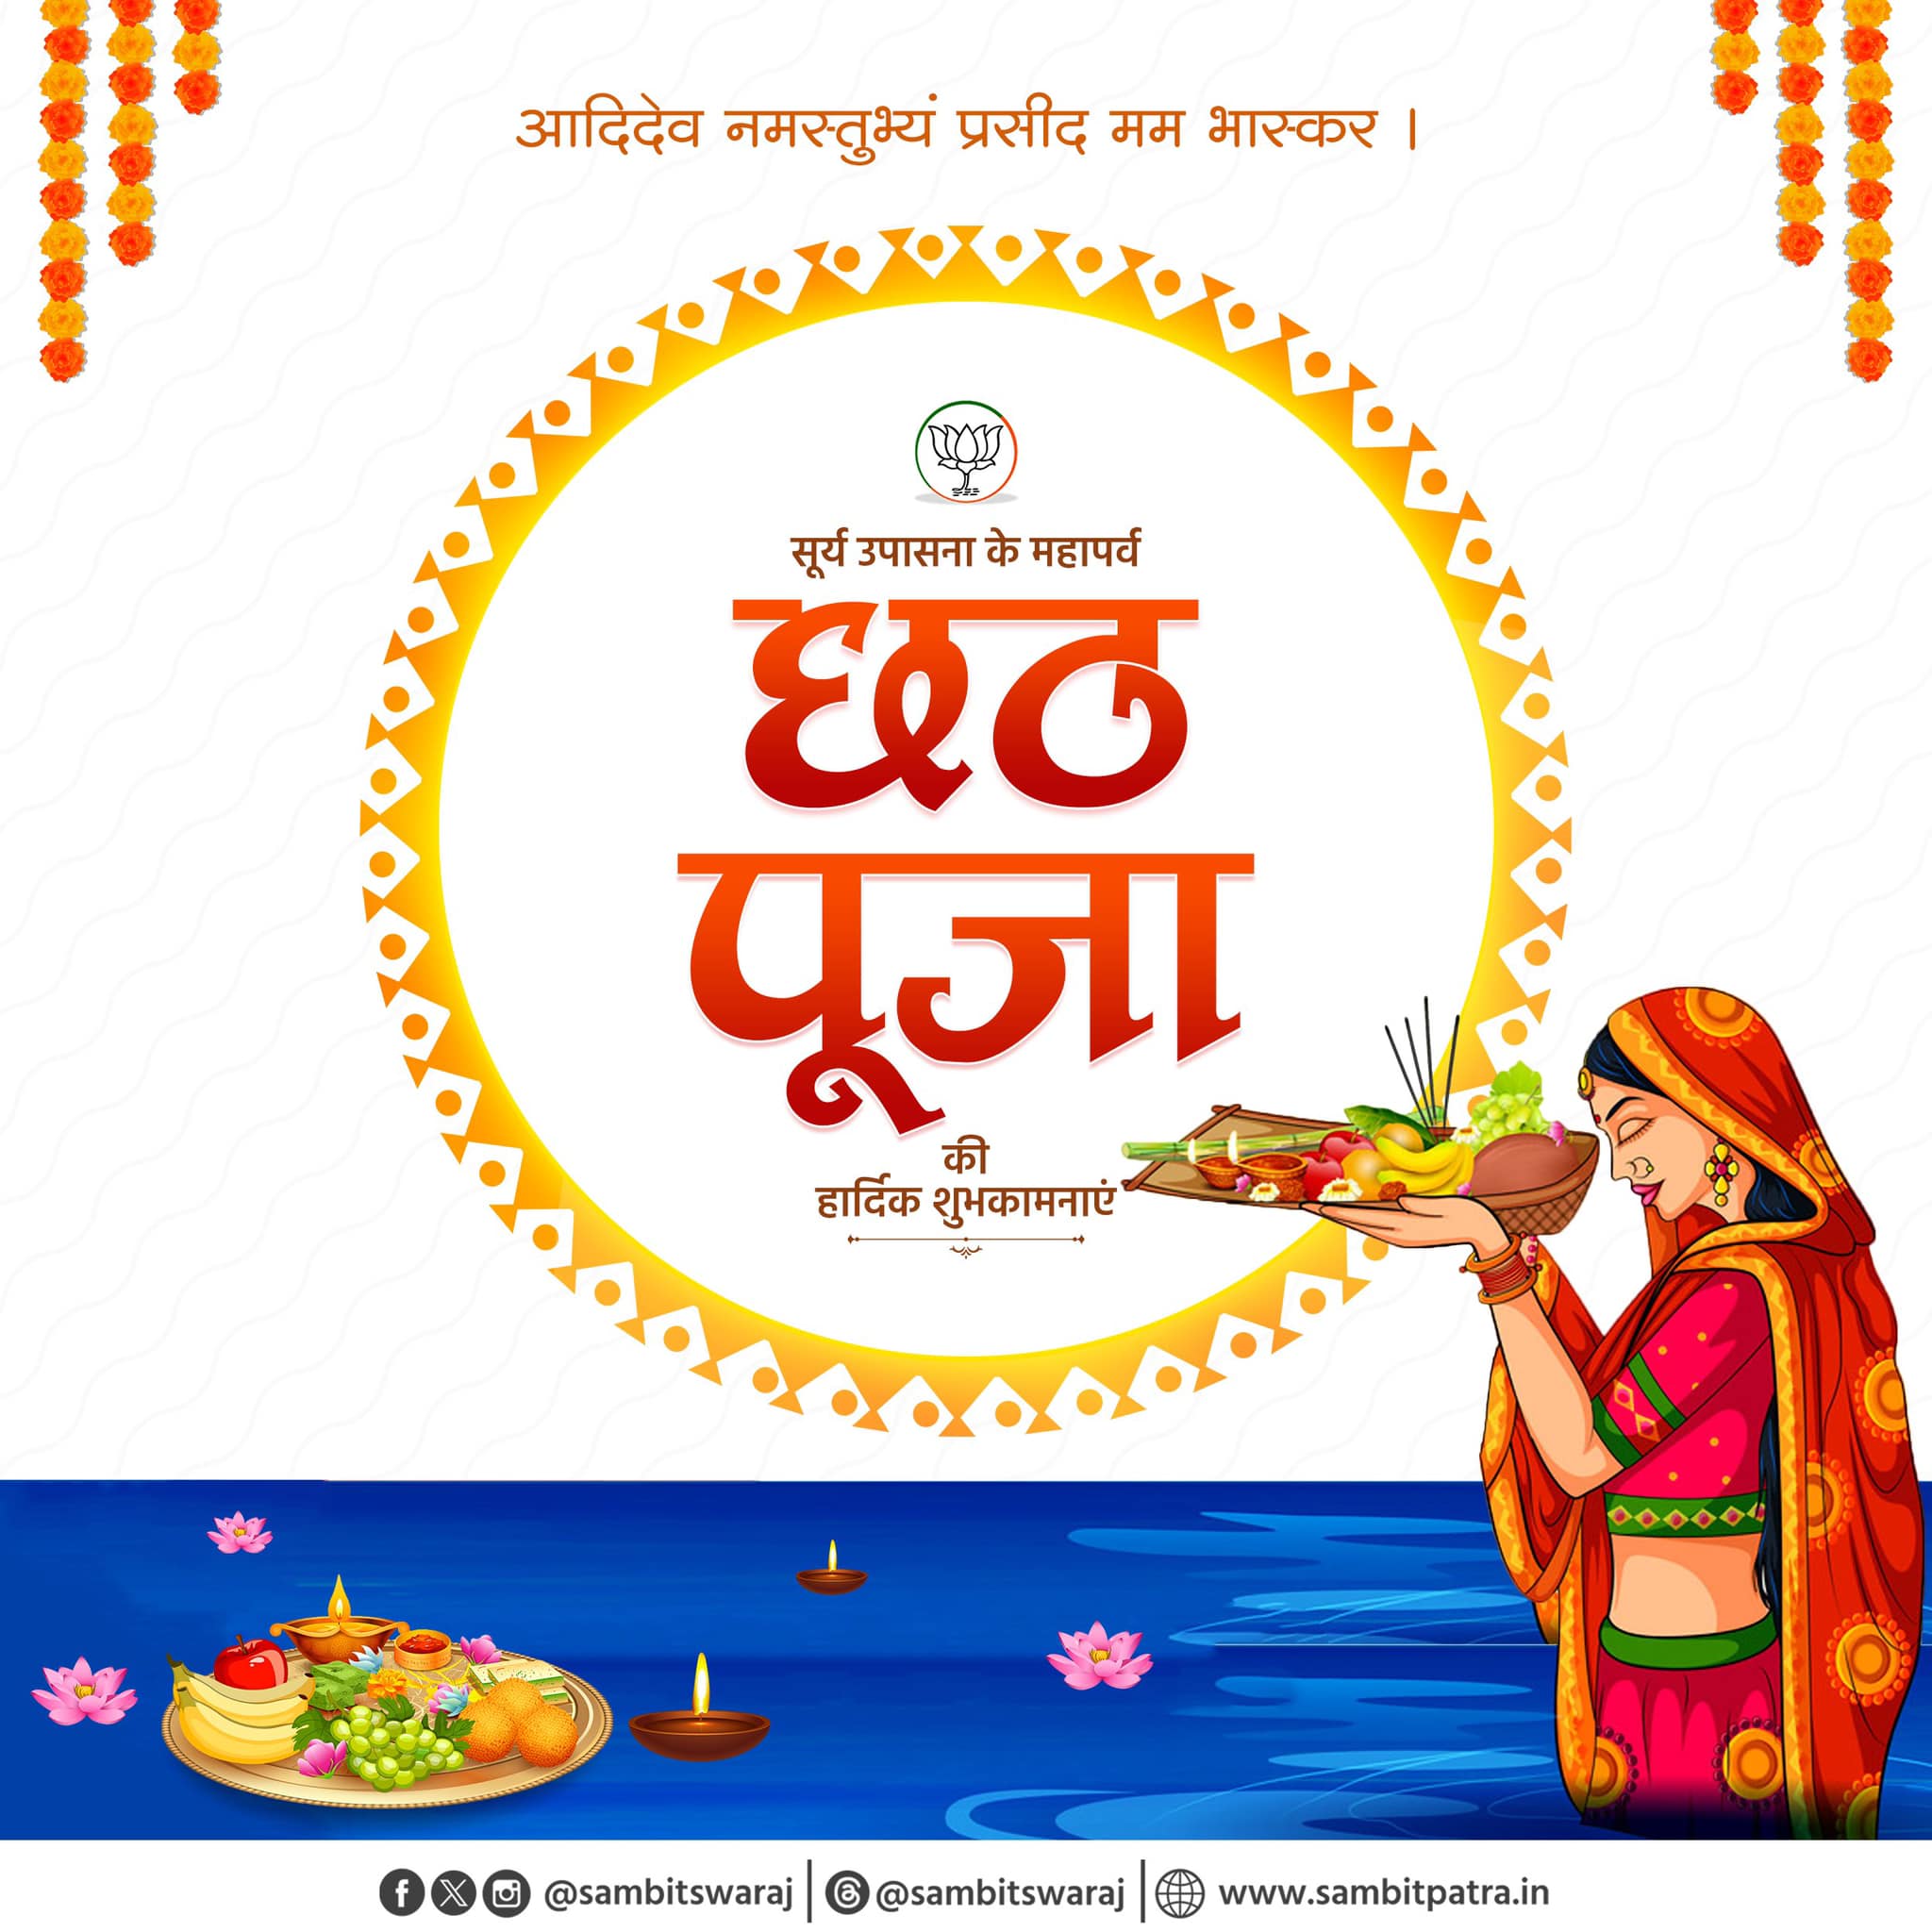 आदिदेव नमस्तुभ्यं प्रसीद मम भास्कर ।
सूर्य उपासना के महापर्व
छठ
पूजा
की
हार्दिक शुभकामनाएं
@sambitswaraj @sambitswaraj www.sambitpatra.in